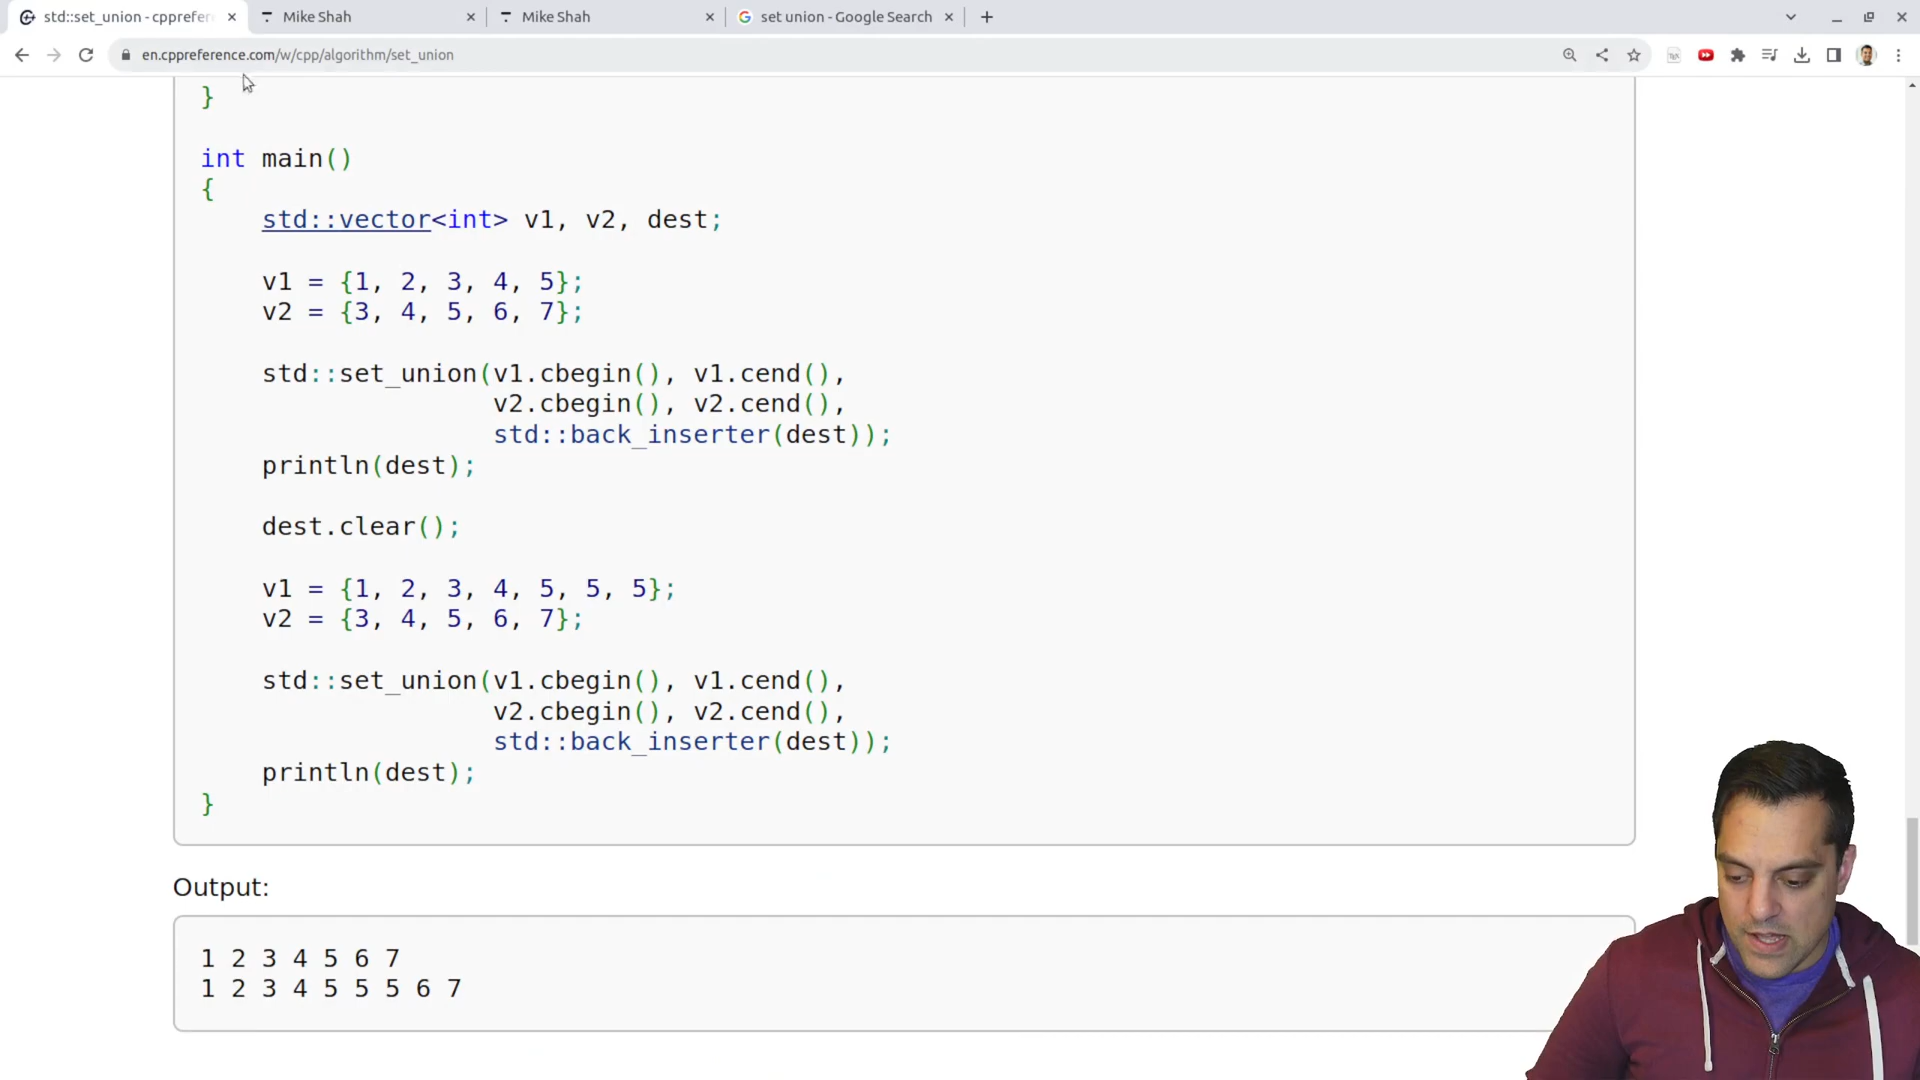 std::set_union - cpprefer
Mike Shah
Mike Shah
set union - Google Search
en.cppreference.com/w/cpp/algorithm/set_union
}
int main()
{
std::vector<int> v1, v2, dest;
v1 = {1, 2, 3, 4, 5};
v2 = {3, 4, 5, 6, 7};
std::set_union(v1.cbegin(), v1.cend(),
v2.cbegin(), v2.cend(),
std::back_inserter(dest));
println(dest);
dest.clear();
v1 = {1, 2, 3, 4, 5, 5, 5};
v2 = {3, 4, 5, 6, 7};
std::set_union(v1.cbegin(), v1.cend(),
v2.cbegin(), v2.cend(),
std::back_inserter(dest));
println(dest);
}
Output:
1 2 3 4 5 6 7
1 2 3 4 5 5 5 6 7